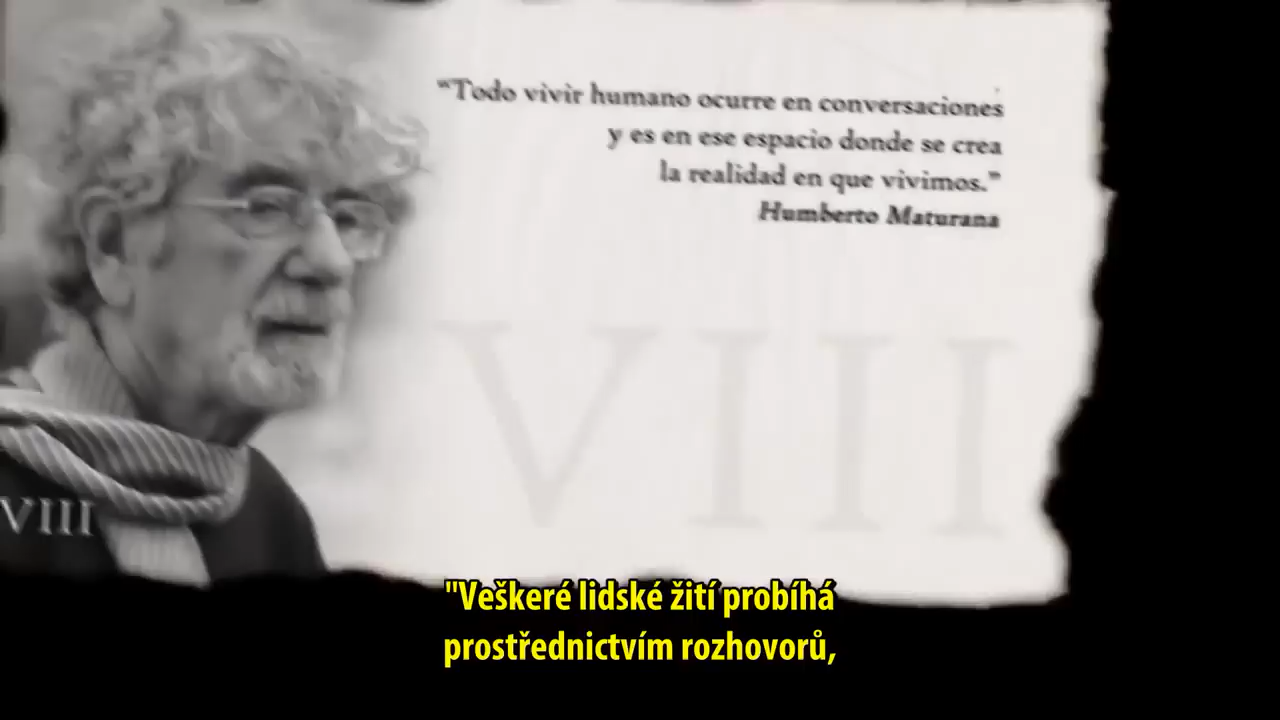 “Todo vivir humano ocurre en conversaciones
y es en ese espacio donde se crea
la realidad en que vivimos.”
Humberto Maturana
VIII
VIII
"Veškeré lidské žití probíhá
prostřednictvím rozhovorů,